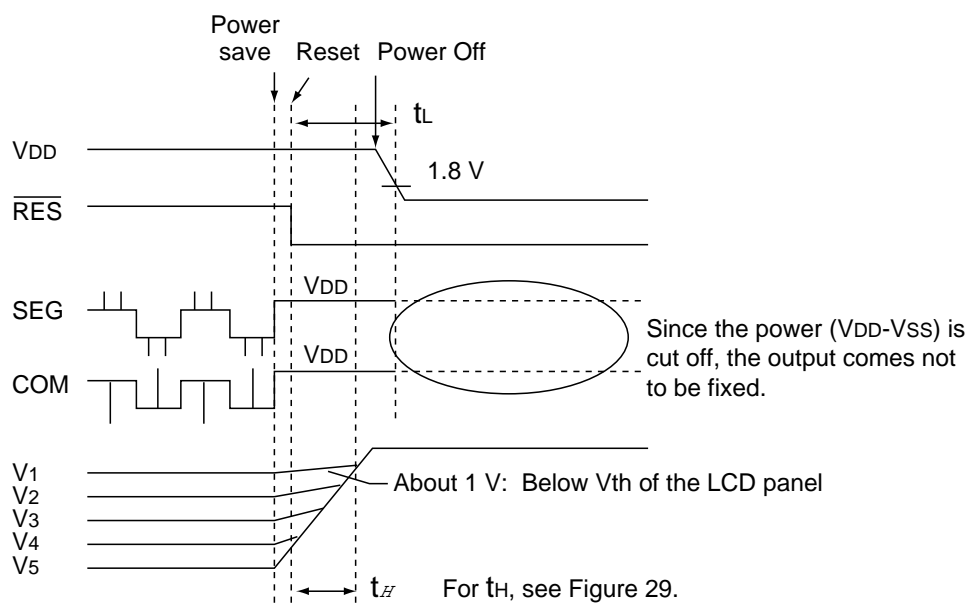 Power
save
Reset
Power Off
tL
VDD
1.8 V
RES
VDD
SEG
Since the power (VDD-VSS) is
cut off, the output comes not
to be fixed.
VDD
COM
V1
About 1 V: Below Vth of the LCD panel
V2
V3
V4
V5
tH
For tH, see Figure 29.